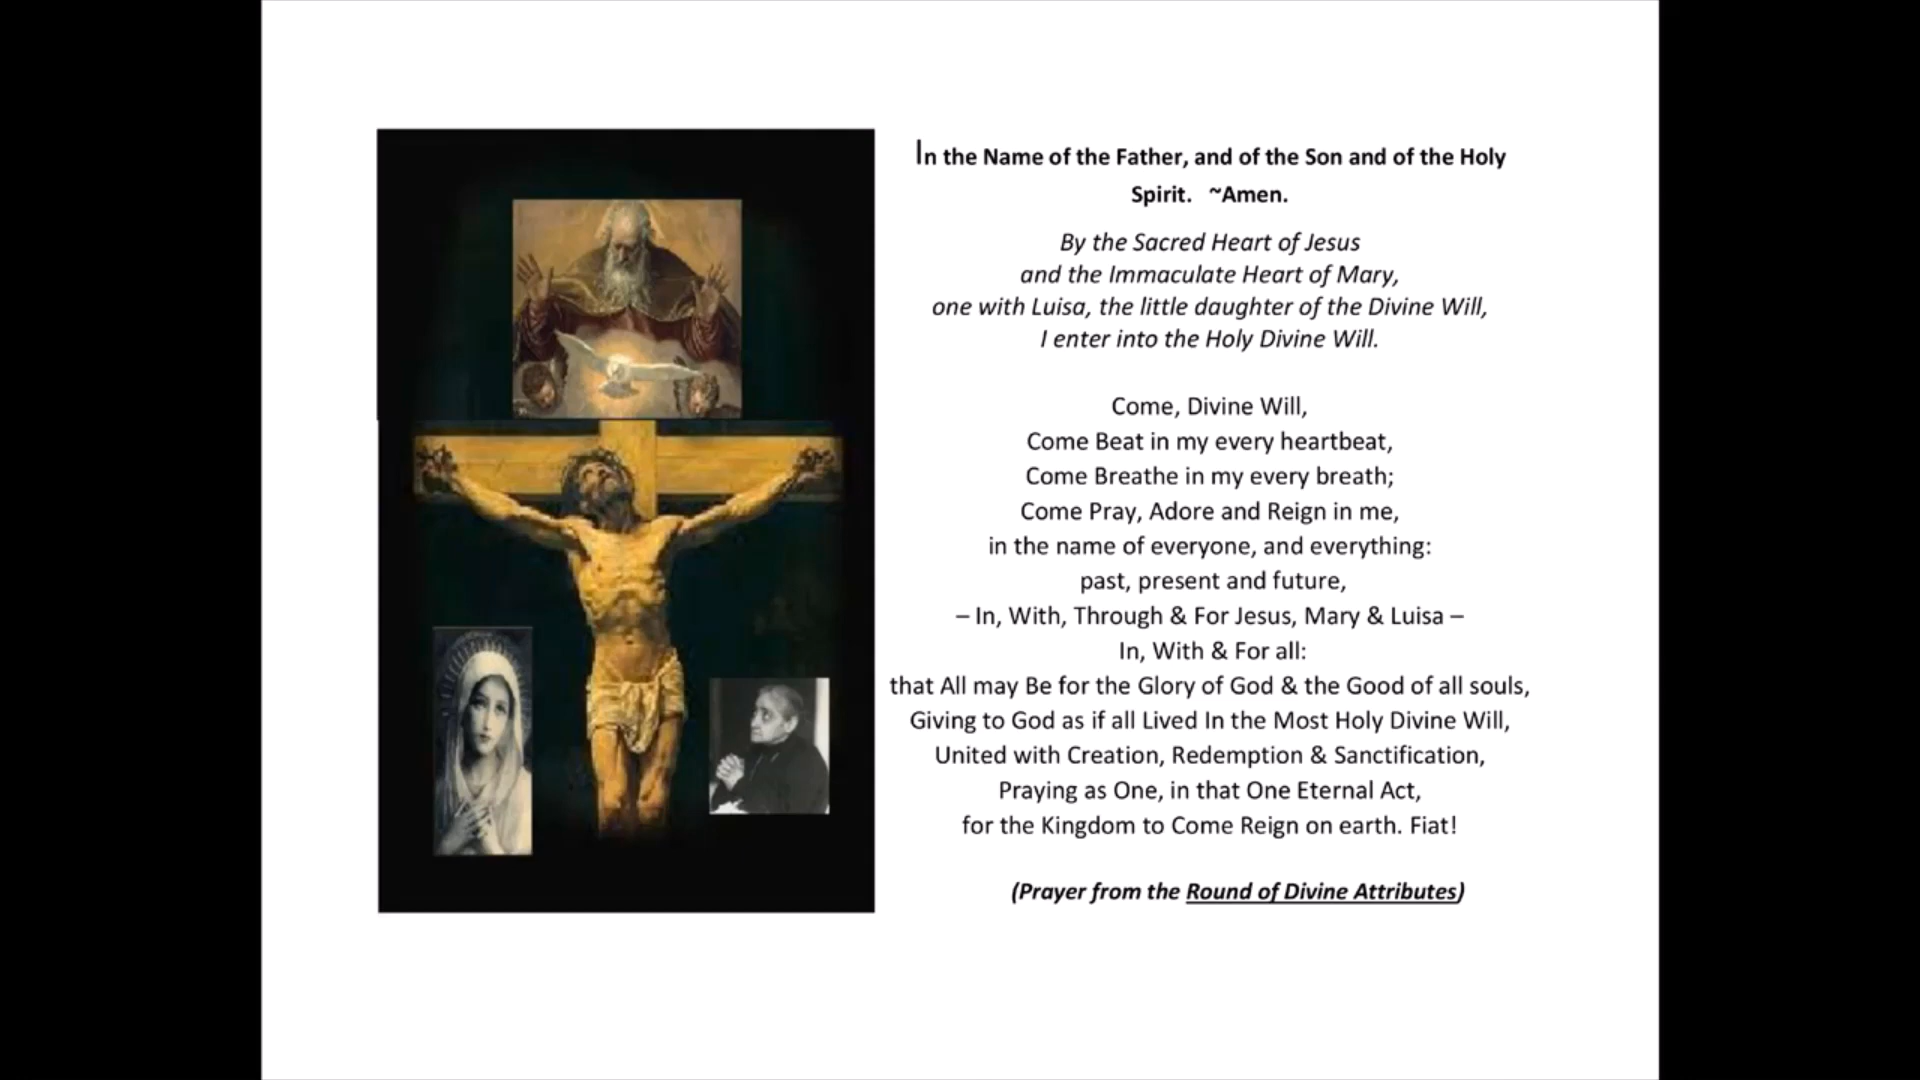 In the Name of the Father, and of the Son and of the Holy
Spirit.   ~Amen.
By the Sacred Heart of Jesus
and the Immaculate Heart of Mary,
one with Luisa, the little daughter of the Divine Will,
I enter into the Holy Divine Will.
Come, Divine Will,
Come Beat in my every heartbeat,
Come Breathe in my every breath;
Come Pray, Adore and Reign in me,
in the name of everyone, and everything:
past, present and future,
– In, With, Through & For Jesus, Mary & Luisa –
In, With & For all:
that All may Be for the Glory of God & the Good of all souls,
Giving to God as if all Lived In the Most Holy Divine Will,
United with Creation, Redemption & Sanctification,
Praying as One, in that One Eternal Act,
for the Kingdom to Come Reign on earth. Fiat!
(Prayer from the Round of Divine Attributes)